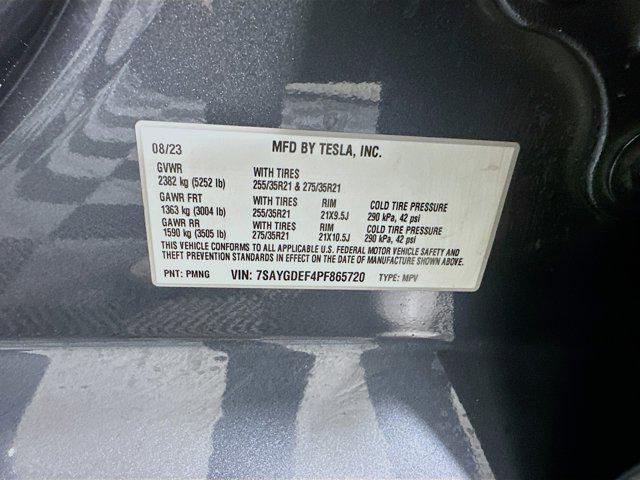 08/23 MFD BY TESLA, INC.
GVWR WITH TIRES
2382 kg (5252 lb) 255/35R21 & 275/35R21
GAWR FRT WITH TIRES RIM COLD TIRE PRESSURE
1363 kg (3004 lb) 255/35R21 21X9.5J 290 kPa, 42 psi
GAWR RR WITH TIRES RIM COLD TIRE PRESSURE
1590 kg (3505 lb) 275/35R21 21X10.5J 290 kPa, 42 psi
THIS VEHICLE CONFORMS TO ALL APPLICABLE U.S. FEDERAL MOTOR VEHICLE SAFETY AND
THEFT PREVENTION STANDARDS IN EFFECT ON THE DATE OF MANUFACTURE SHOWN ABOVE.
PNT: PMNG VIN: 7SAYGDEF4PF865720 TYPE: MPV